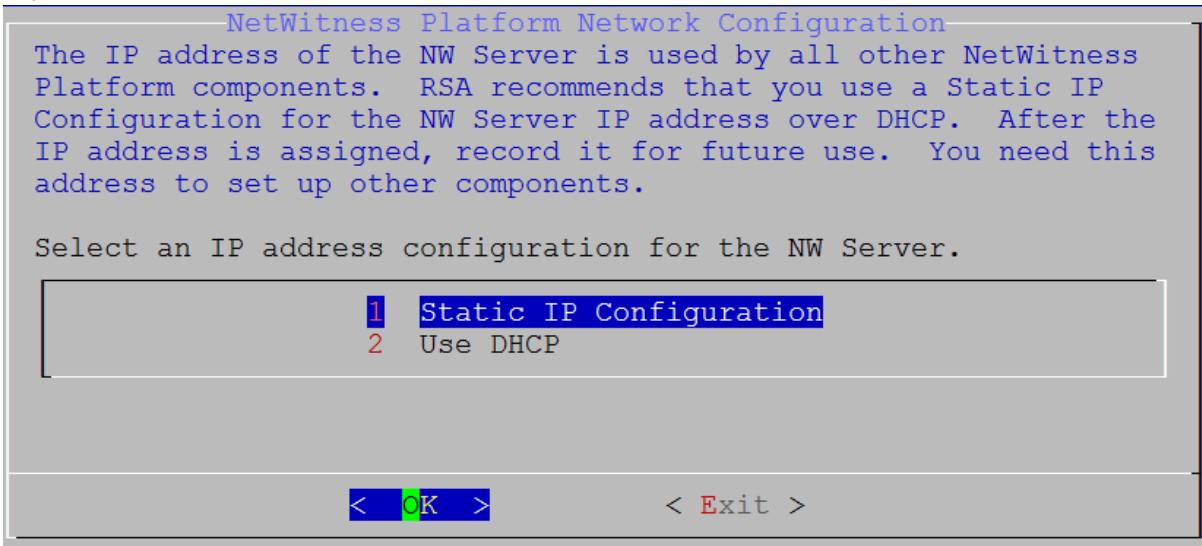 NetWitness Platform Network Configuration
The IP address of the NW Server is used by all other NetWitness
Platform components.  RSA recommends that you use a Static IP
Configuration for the NW Server IP address over DHCP.  After the
IP address is assigned, record it for future use.  You need this
address to set up other components.
Select an IP address configuration for the NW Server.
1  Static IP Configuration
2  Use DHCP
<  OK  >  < Exit >